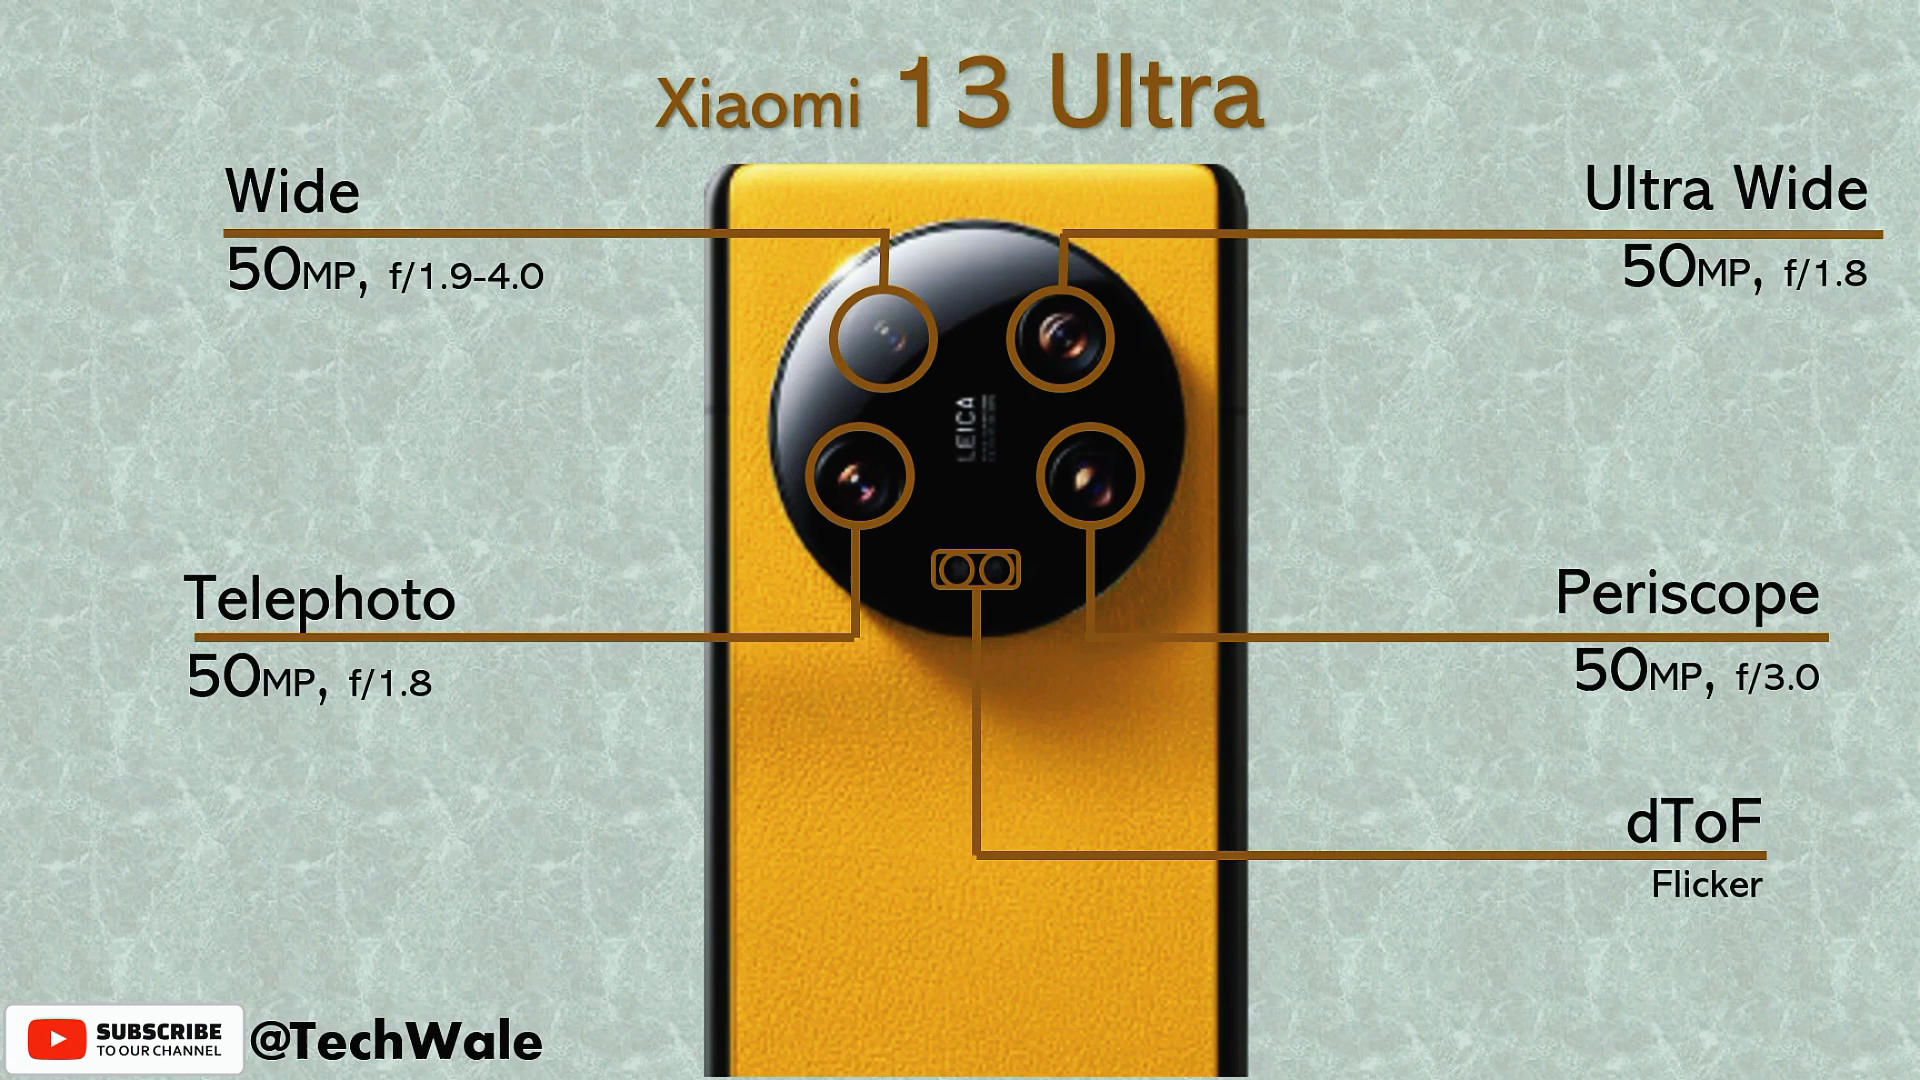 Xiaomi 13 Ultra
Wide
50MP, f/1.9-4.0
Ultra Wide
50MP, f/1.8
LEICA
Telephoto
50MP, f/1.8
Periscope
50MP, f/3.0
dToF
Flicker
SUBSCRIBE
TO OUR CHANNEL
@TechWale